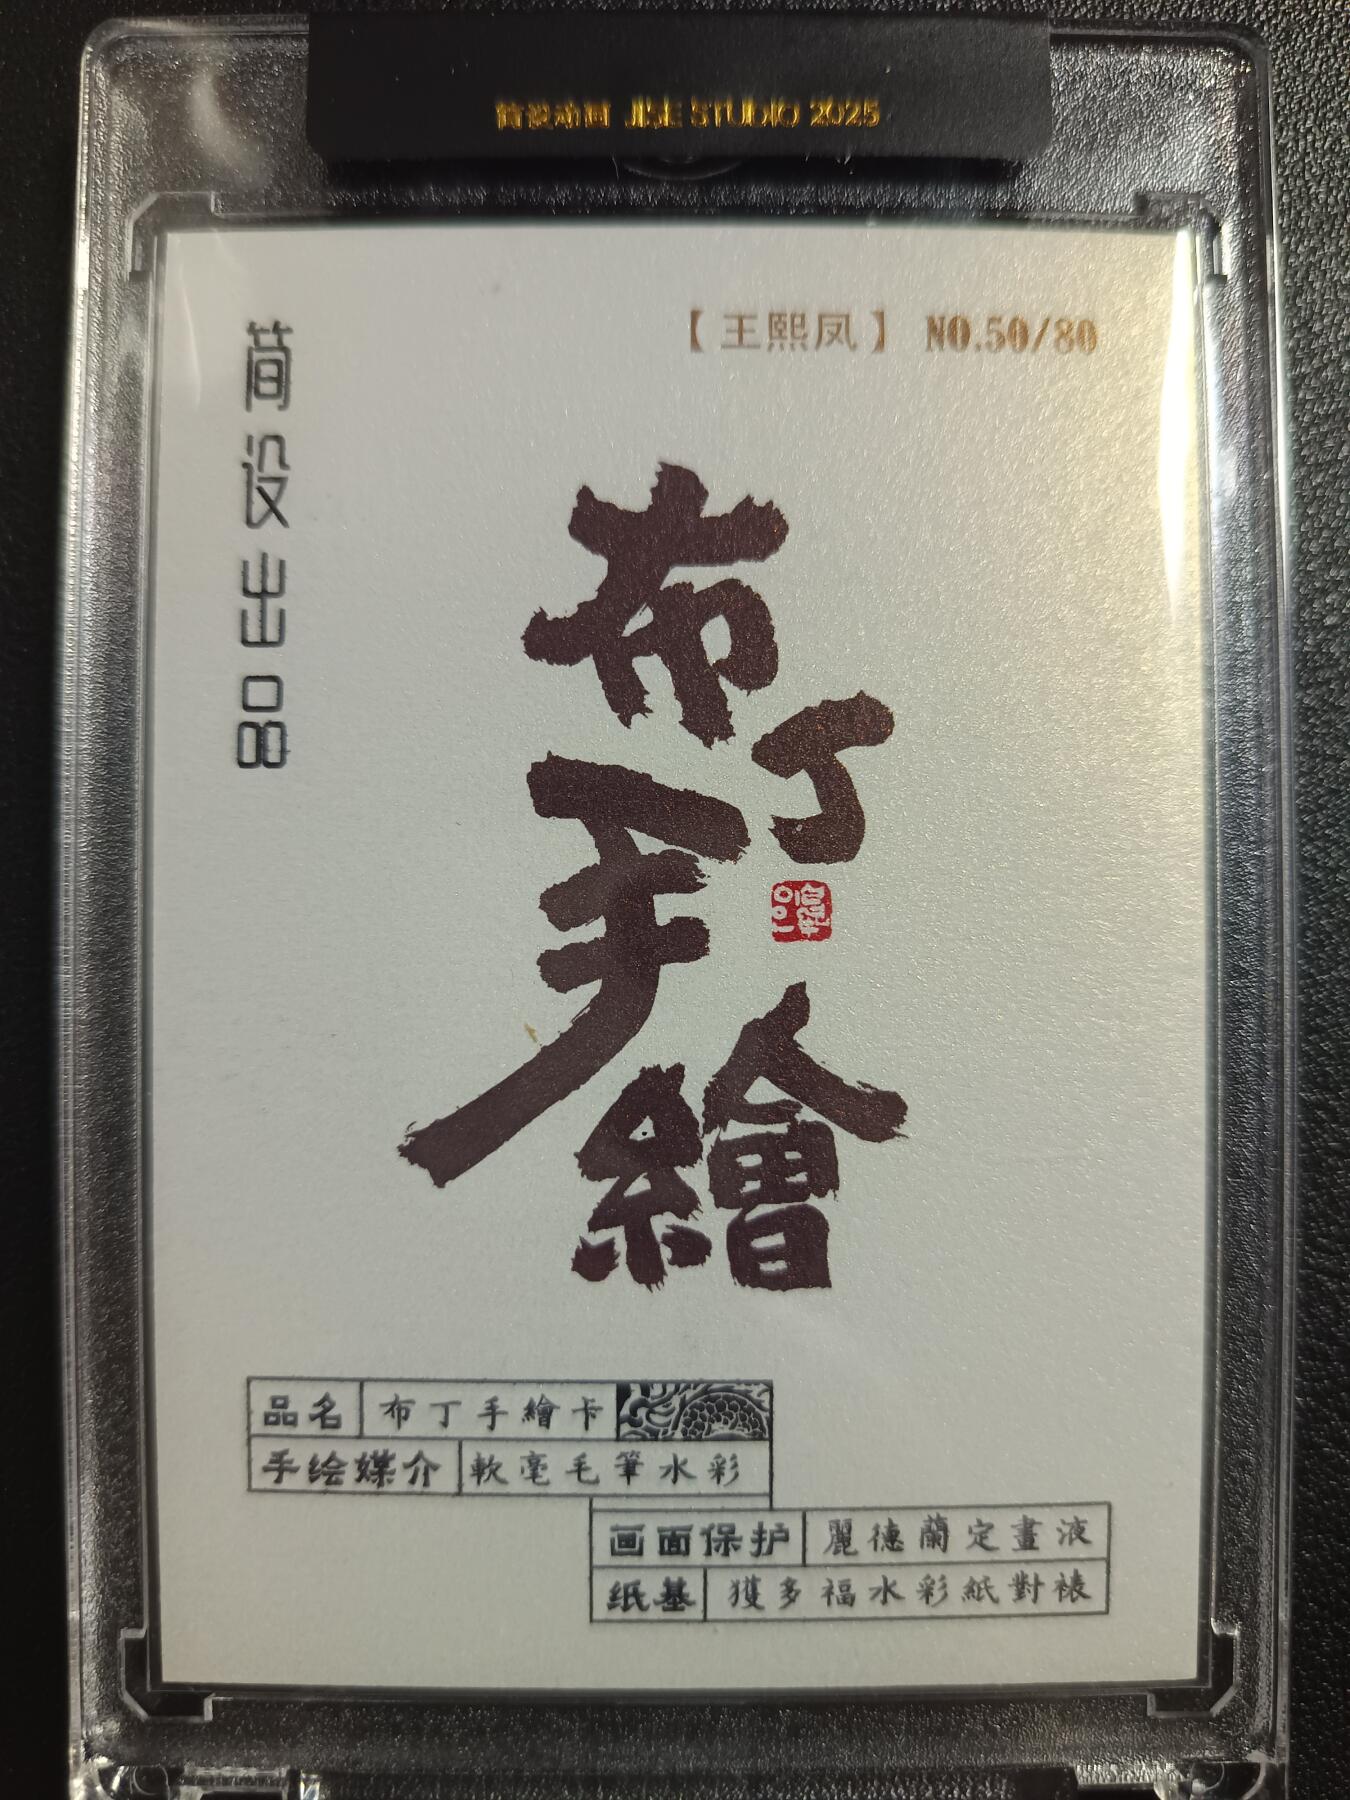 简设动画 JISE STUDIO 2025
【王熙凤】 NO.50/80
简设出品
布丁
手繪
品名 布丁手繪卡
手绘媒介 軟毫毛筆水彩
画面保护 麗德蘭定畫液
纸基 獲多福水彩紙對裱